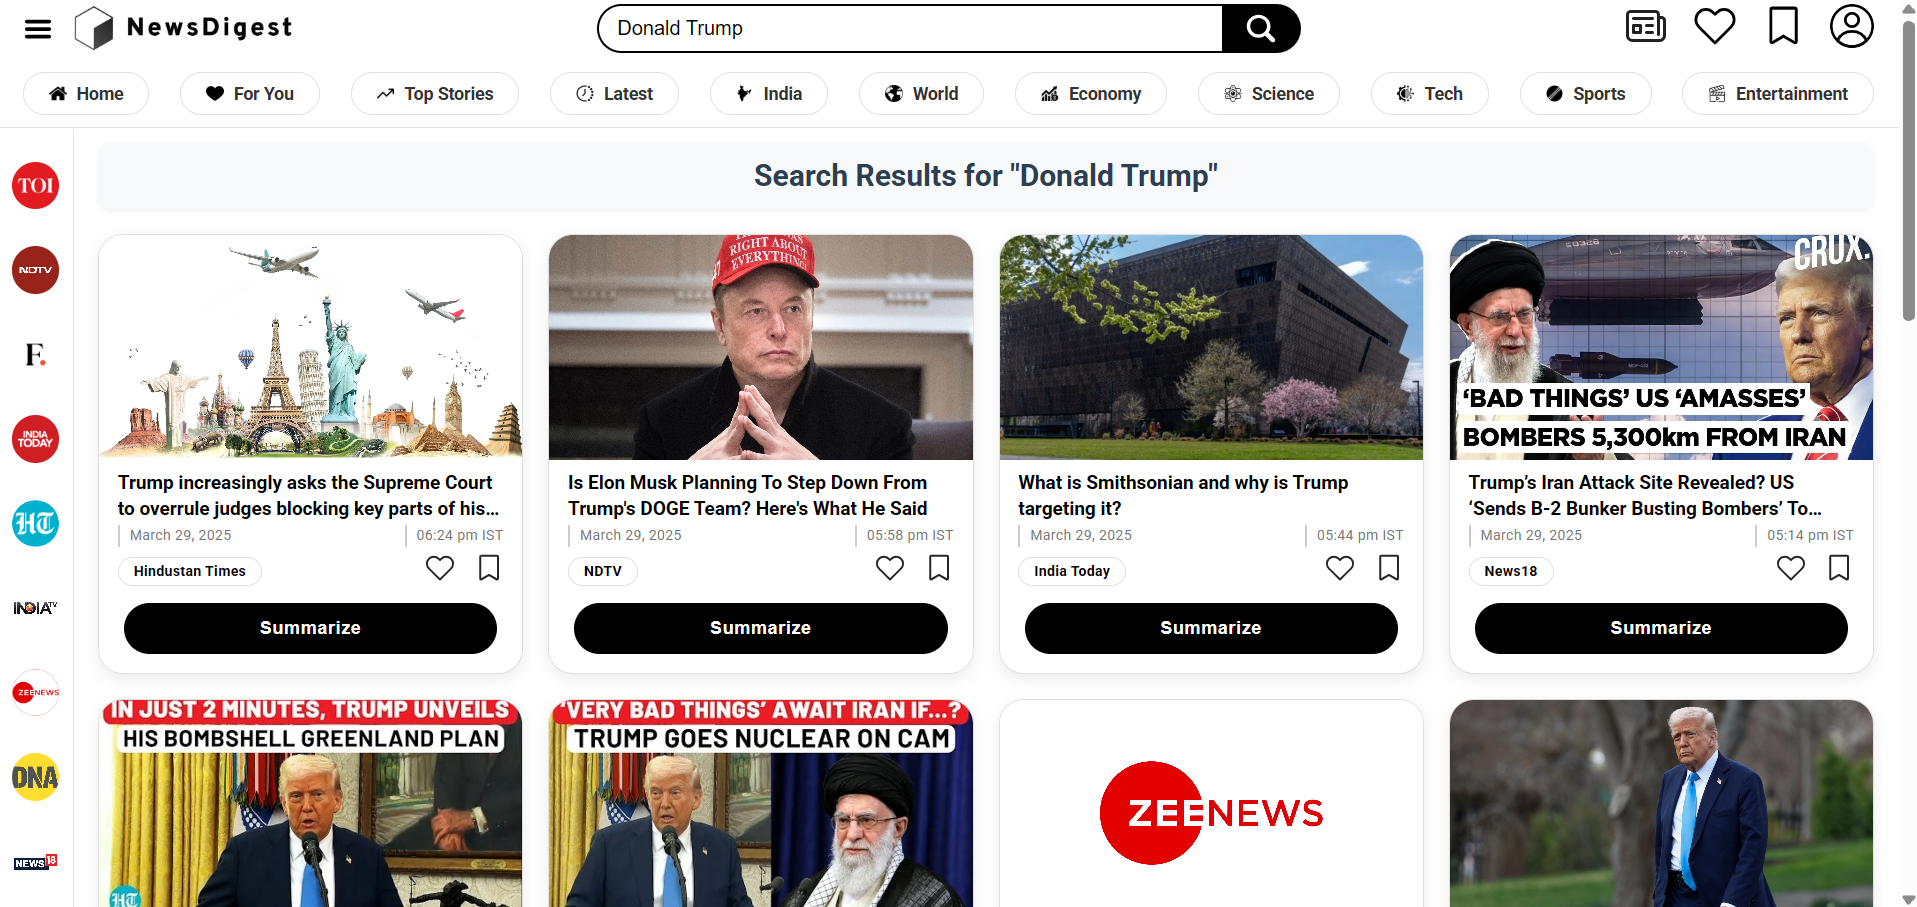 NewsDigest
Donald Trump
Home
For You
Top Stories
Latest
India
World
Economy
Science
Tech
Sports
Entertainment
TOI
NDTV
F.
INDIA
TODAY
HT
INDIA TV
ZEENEWS
DNA
NEWS 18
Search Results for "Donald Trump"
RIGHT ABOUT
EVERYTHING!
CRUX.
‘BAD THINGS’ US ‘AMASSES’
BOMBERS 5,300km FROM IRAN
Trump increasingly asks the Supreme Court
to overrule judges blocking key parts of his...
March 29, 2025
06:24 pm IST
Hindustan Times
Summarize
Is Elon Musk Planning To Step Down From
Trump's DOGE Team? Here's What He Said
March 29, 2025
05:58 pm IST
NDTV
Summarize
What is Smithsonian and why is Trump
targeting it?
March 29, 2025
05:44 pm IST
India Today
Summarize
Trump’s Iran Attack Site Revealed? US
‘Sends B-2 Bunker Busting Bombers’ To...
March 29, 2025
05:14 pm IST
News18
Summarize
IN JUST 2 MINUTES, TRUMP UNVEILS
HIS BOMBSHELL GREENLAND PLAN
HT
‘VERY BAD THINGS’ AWAIT IRAN IF...?
TRUMP GOES NUCLEAR ON CAM
ZEENEWS